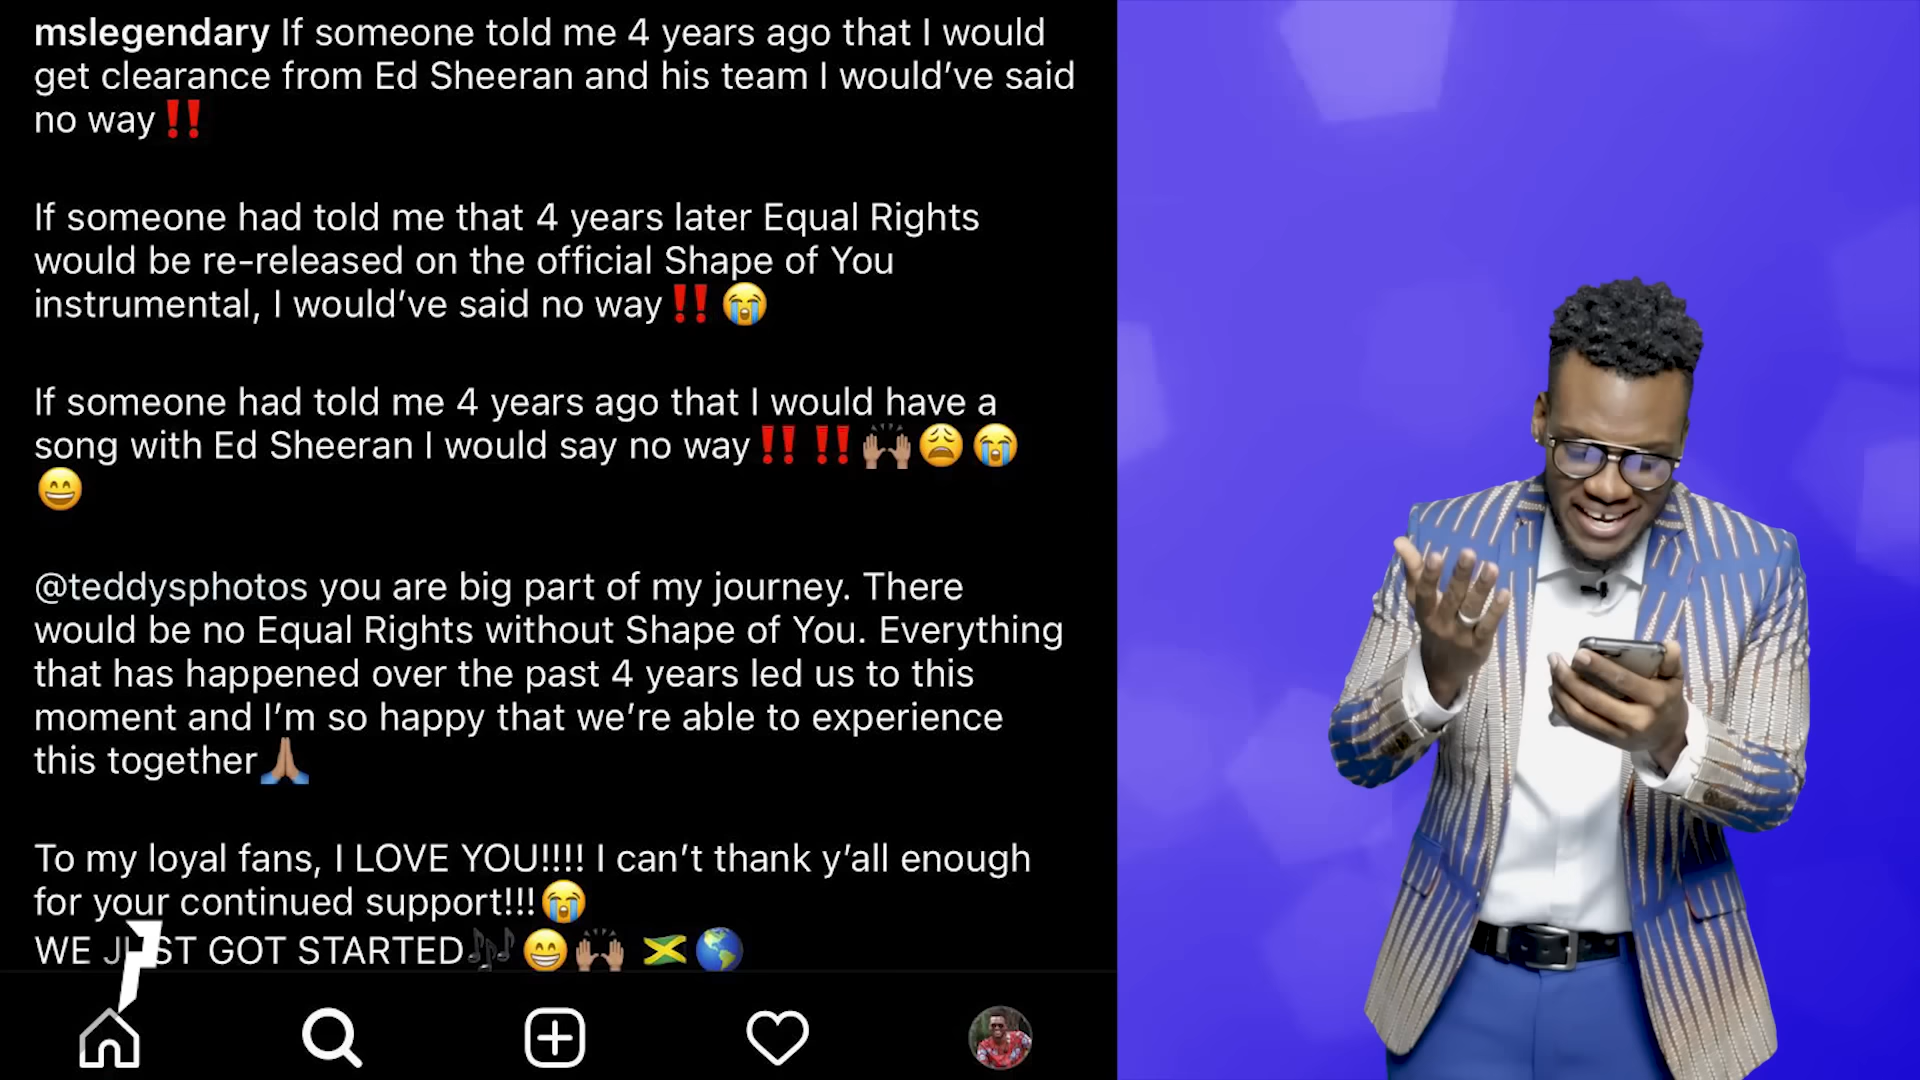 mslegendary If someone told me 4 years ago that I would
get clearance from Ed Sheeran and his team I would’ve said
no way‼️
If someone had told me that 4 years later Equal Rights
would be re-released on the official Shape of You
instrumental, I would’ve said no way‼️😭
If someone had told me 4 years ago that I would have a
song with Ed Sheeran I would say no way‼️‼️🙌🏽😩😭
😄
@teddysphotos you are big part of my journey. There
would be no Equal Rights without Shape of You. Everything
that has happened over the past 4 years led us to this
moment and I’m so happy that we’re able to experience
this together🙏🏽
To my loyal fans, I LOVE YOU!!!! I can’t thank y’all enough
for your continued support!!!😭
WE JUST GOT STARTED🎶😁🙌🏽 🇯🇲🌎